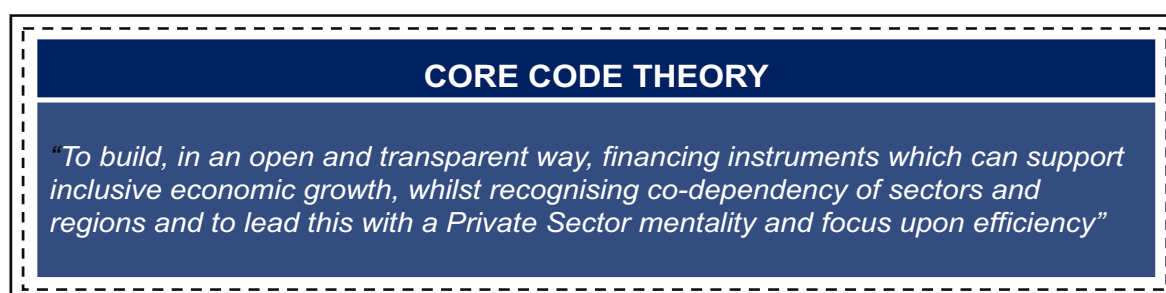 CORE CODE THEORY
“To build, in an open and transparent way, financing instruments which can support
inclusive economic growth, whilst recognising co-dependency of sectors and
regions and to lead this with a Private Sector mentality and focus upon efficiency”